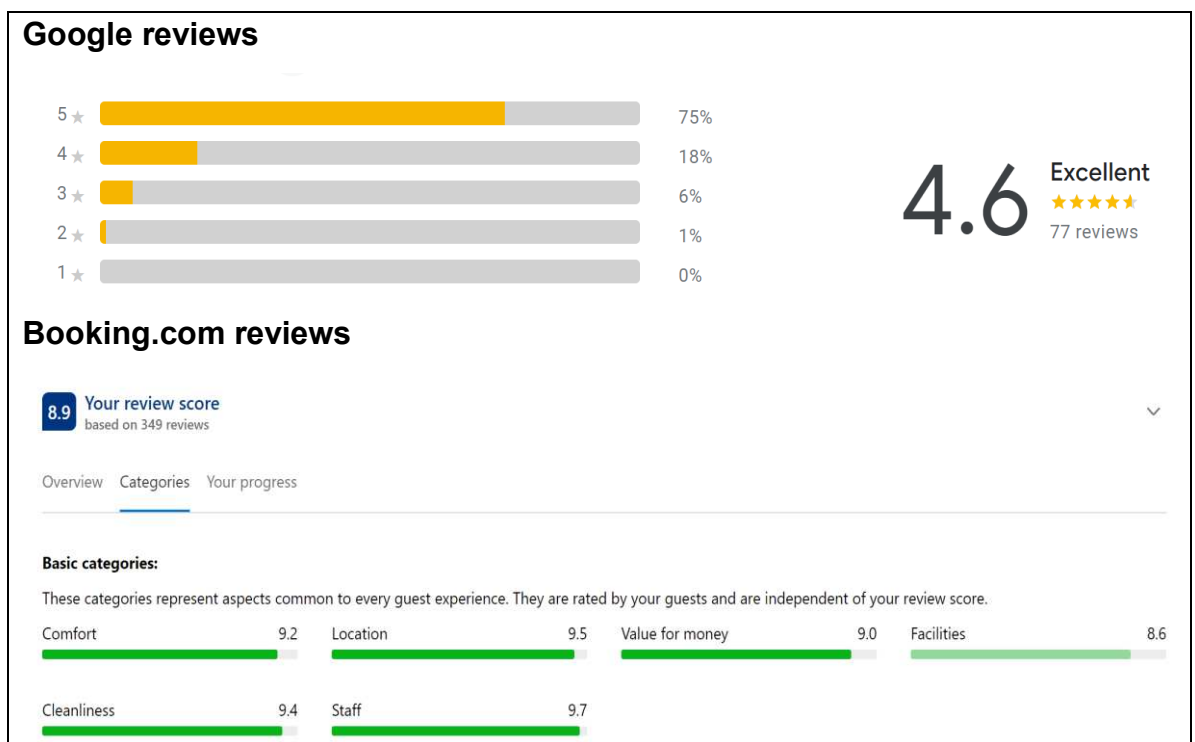 Google reviews
5 ★ 75%
4 ★ 18%
3 ★ 6%
2 ★ 1%
1 ★ 0%
4.6
Excellent
77 reviews
Booking.com reviews
8.9 Your review score
based on 349 reviews
Overview Categories Your progress
Basic categories:
These categories represent aspects common to every guest experience. They are rated by your guests and are independent of your review score.
Comfort 9.2 Location 9.5 Value for money 9.0 Facilities 8.6
Cleanliness 9.4 Staff 9.7